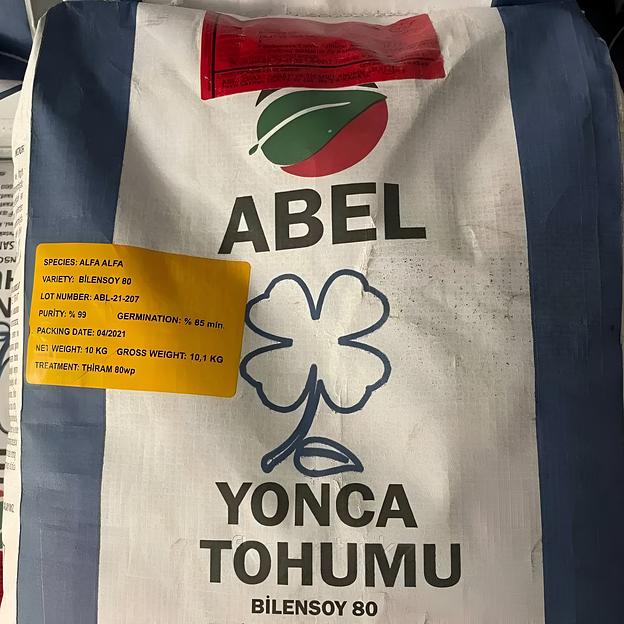 ABEL
SPECIES: ALFA ALFA
VARIETY: BİLENSOY 80
LOT NUMBER: ABL-21-207
PURITY: % 99 GERMINATION: % 85 min.
PACKING DATE: 04/2021
NET WEIGHT: 10 KG GROSS WEIGHT: 10,1 KG
TREATMENT: THİRAM 80wp
YONCA
TOHUMU
BİLENSOY 80